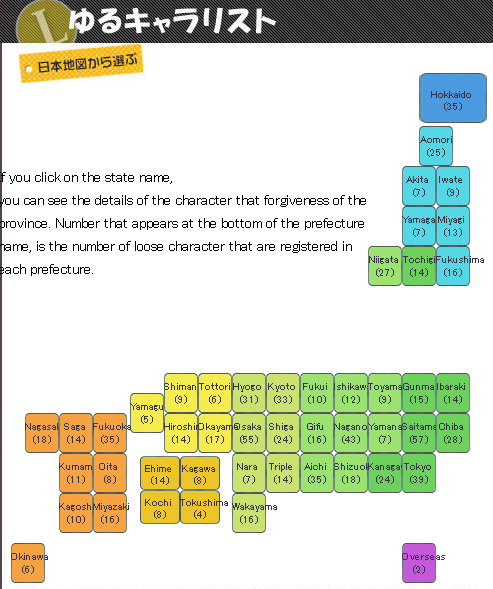 L ゆるキャラリスト
日本地図から選ぶ
Hokkaido
(35)
Aomori
(25)
If you click on the state name,
you can see the details of the character that forgiveness of the
province. Number that appears at the bottom of the prefecture
name, is the number of loose character that are registered in
each prefecture.
Akita Iwate
(7) (9)
Yamaga Miyagi
(7) (13)
Niigata Tochigi Fukushima
(27) (14) (16)
Shiman Tottori Hyogo Kyoto Fukui Ishikaw Toyama Gunma Ibaraki
(9) (6) (31) (33) (10) (12) (9) (15) (14)
Yamagu
(5)
Nagasal Saga Fukuoka Hiroshi Okayama Osaka Shiga Gifu Nagano Yamana Saitama Chiba
(18) (14) (35) (14) (17) (55) (24) (16) (43) (7) (57) (28)
Kumam Oita Ehime Kagawa Nara Triple Aichi Shizuok Kanaga Tokyo
(11) (8) (14) (8) (7) (14) (35) (18) (24) (39)
Kagosh Miyazaki Kochi Tokushima Wakayama
(10) (16) (8) (4) (16)
Okinawa Overseas
(6) (2)